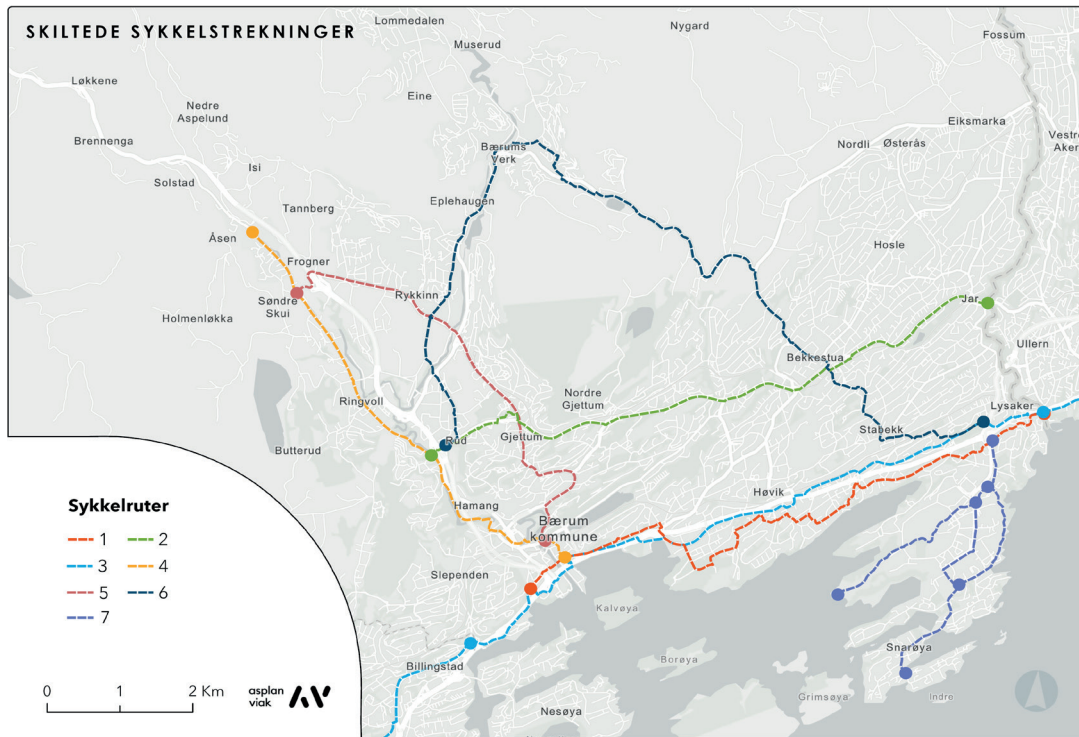 SKILTEDE SYKKELSTREKNINGER
Lommedalen
Muserud
Nygard
Fossum
Løkkene
Eine
Nedre
Aspelund
Eiksmarka
Brennenga
Bærums
Verk
Nordli
Østerås
Vestre
Aker
Isi
Solstad
Eplehaugen
Tannberg
Åsen
Hosle
Frogner
Rykkinn
Søndre
Skui
Jar
Holmenløkka
Ullern
Bekkestua
Nordre
Gjettum
Ringvoll
Lysaker
Stabekk
Rud
Gjettum
Butterud
Høvik
Hamang
Bærum
kommune
Slependen
Kalvøya
Snarøya
Borøya
Billingstad
Grimsøya
Indre
Nesøya
Sykkelruter
1
2
3
4
5
6
7
0 1 2 Km
asplan
viak